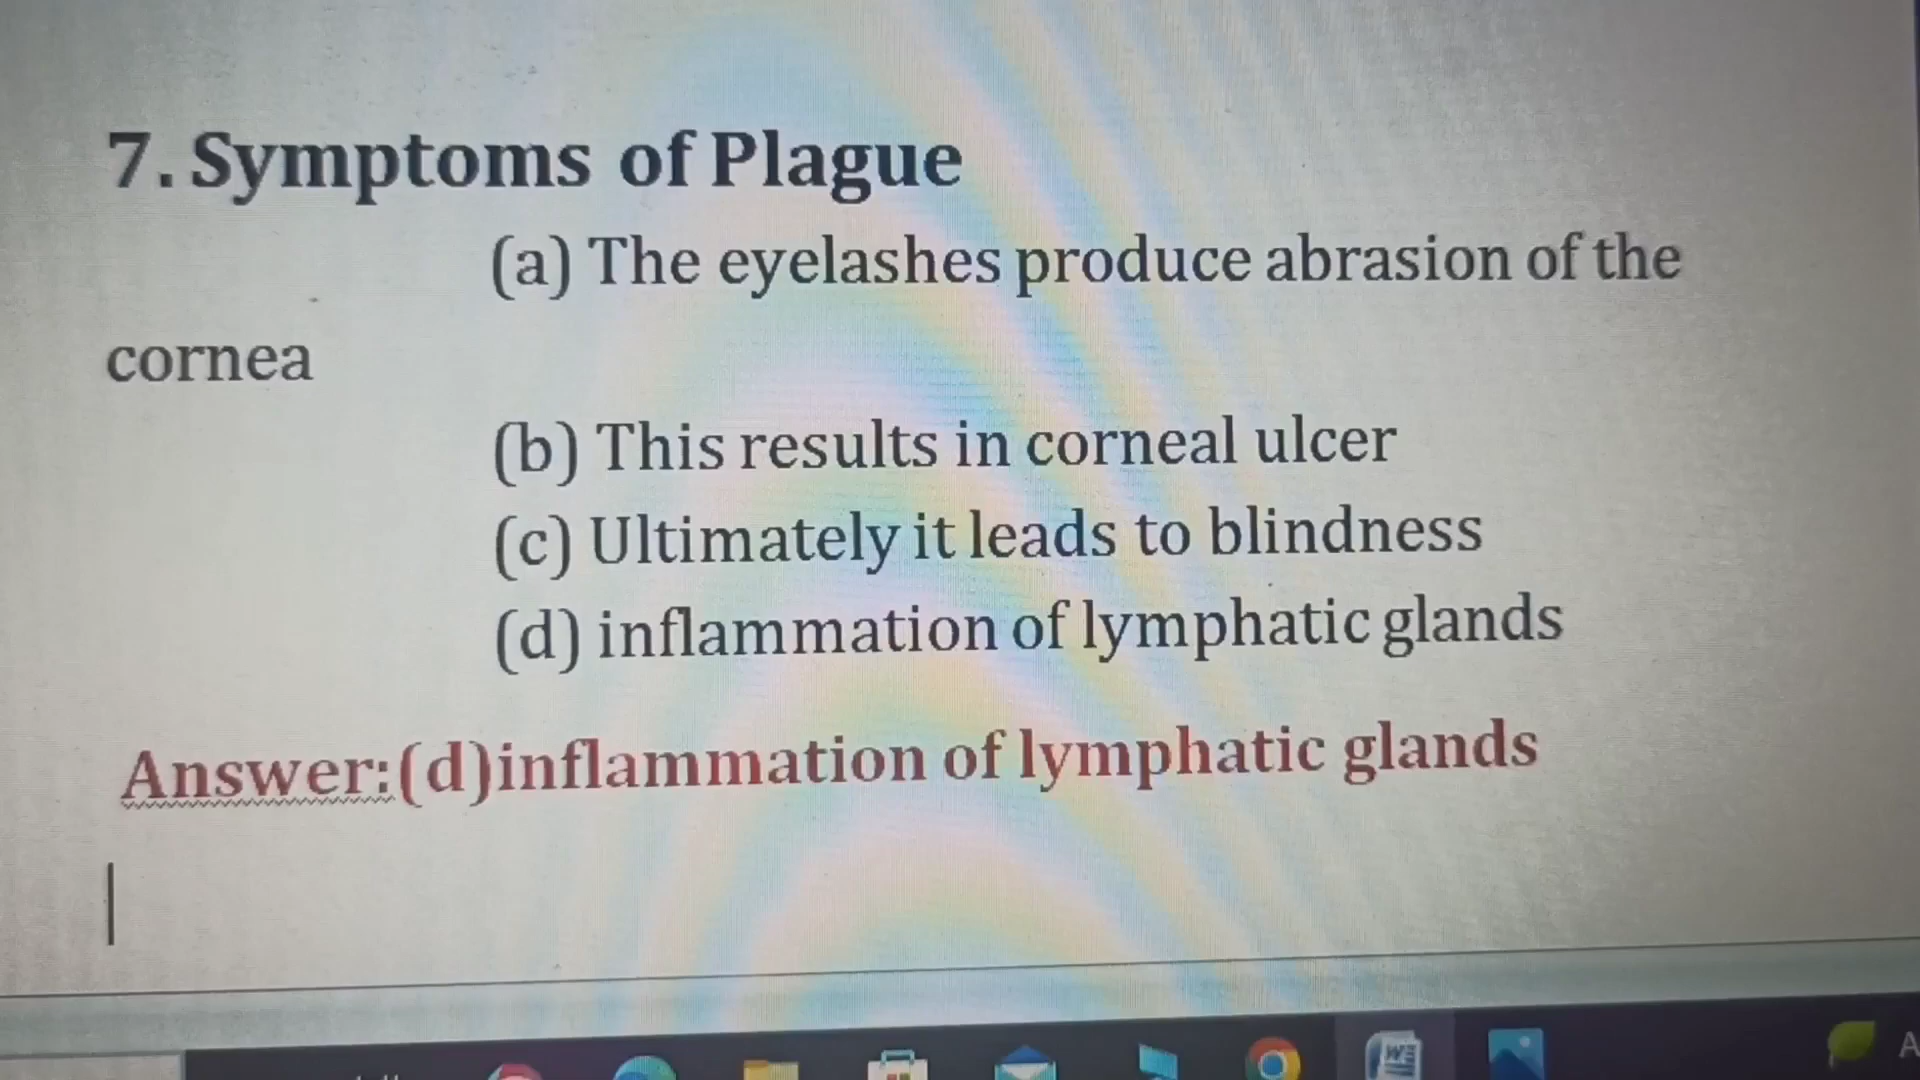 7. Symptoms of Plague
(a) The eyelashes produce abrasion of the
cornea
(b) This results in corneal ulcer
(c) Ultimately it leads to blindness
(d) inflammation of lymphatic glands
Answer:(d)inflammation of lymphatic glands